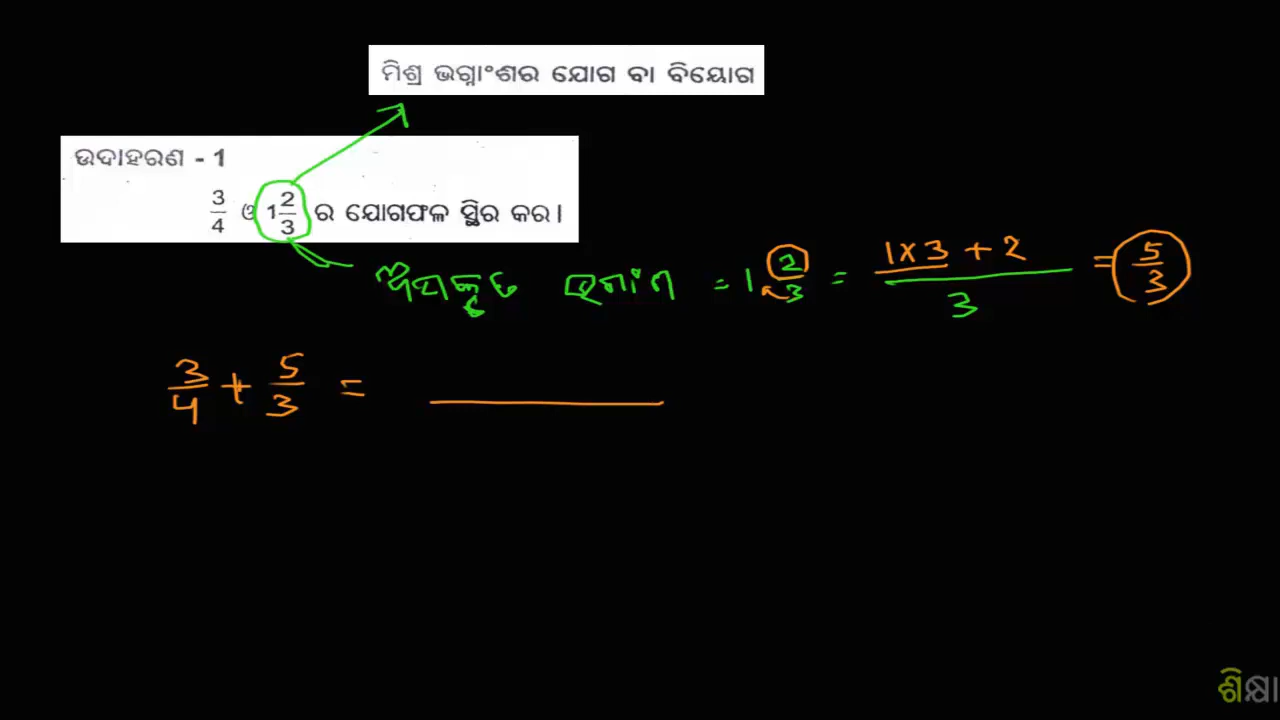 ମିଶ୍ର ଭଗ୍ନାଂଶର ଯୋଗ ବା ବିୟୋଗ
ଉଦାହରଣ - 1
3/4 ଓ 1 2/3 ର ଯୋଗଫଳ ସ୍ଥିର କର।
ଅପ୍ରାକୃତ = 1 2/3 = (1×3 + 2)/3 = 5/3
3/4 + 5/3 =
ଶିକ୍ଷା